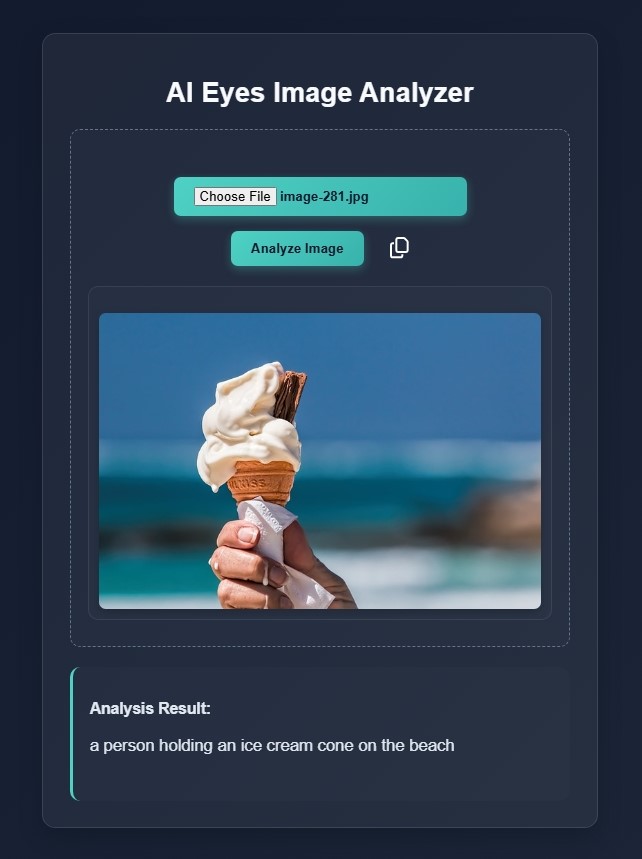 AI Eyes Image Analyzer
Choose File image-281.jpg
Analyze Image
Analysis Result:
a person holding an ice cream cone on the beach